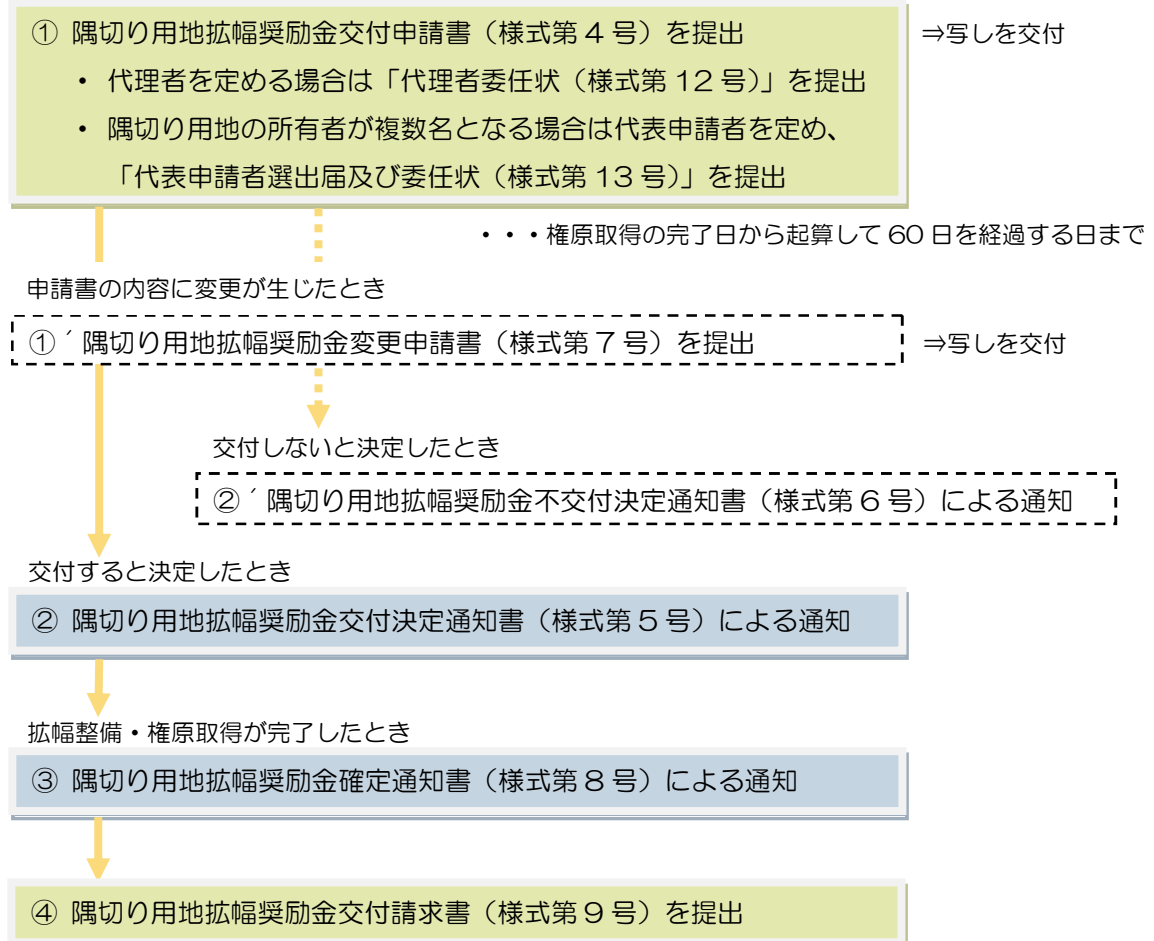 ① 隅切り用地拡幅奨励金交付申請書（様式第４号）を提出
⇒写しを交付
・ 代理者を定める場合は「代理者委任状（様式第 12 号）」を提出
・ 隅切り用地の所有者が複数名となる場合は代表申請者を定め、
「代表申請者選出届及び委任状（様式第 13 号）」を提出
・・・権原取得の完了日から起算して 60 日を経過する日まで
申請書の内容に変更が生じたとき
①´隅切り用地拡幅奨励金変更申請書（様式第７号）を提出
⇒写しを交付
交付しないと決定したとき
②´隅切り用地拡幅奨励金不交付決定通知書（様式第６号）による通知
交付すると決定したとき
② 隅切り用地拡幅奨励金交付決定通知書（様式第５号）による通知
拡幅整備・権原取得が完了したとき
③ 隅切り用地拡幅奨励金確定通知書（様式第８号）による通知
④ 隅切り用地拡幅奨励金交付請求書（様式第９号）を提出